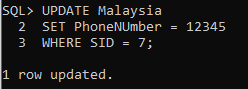 SQL> UPDATE Malaysia
2 SET PhoneNUmber = 12345
3 WHERE SID = 7;
1 row updated.